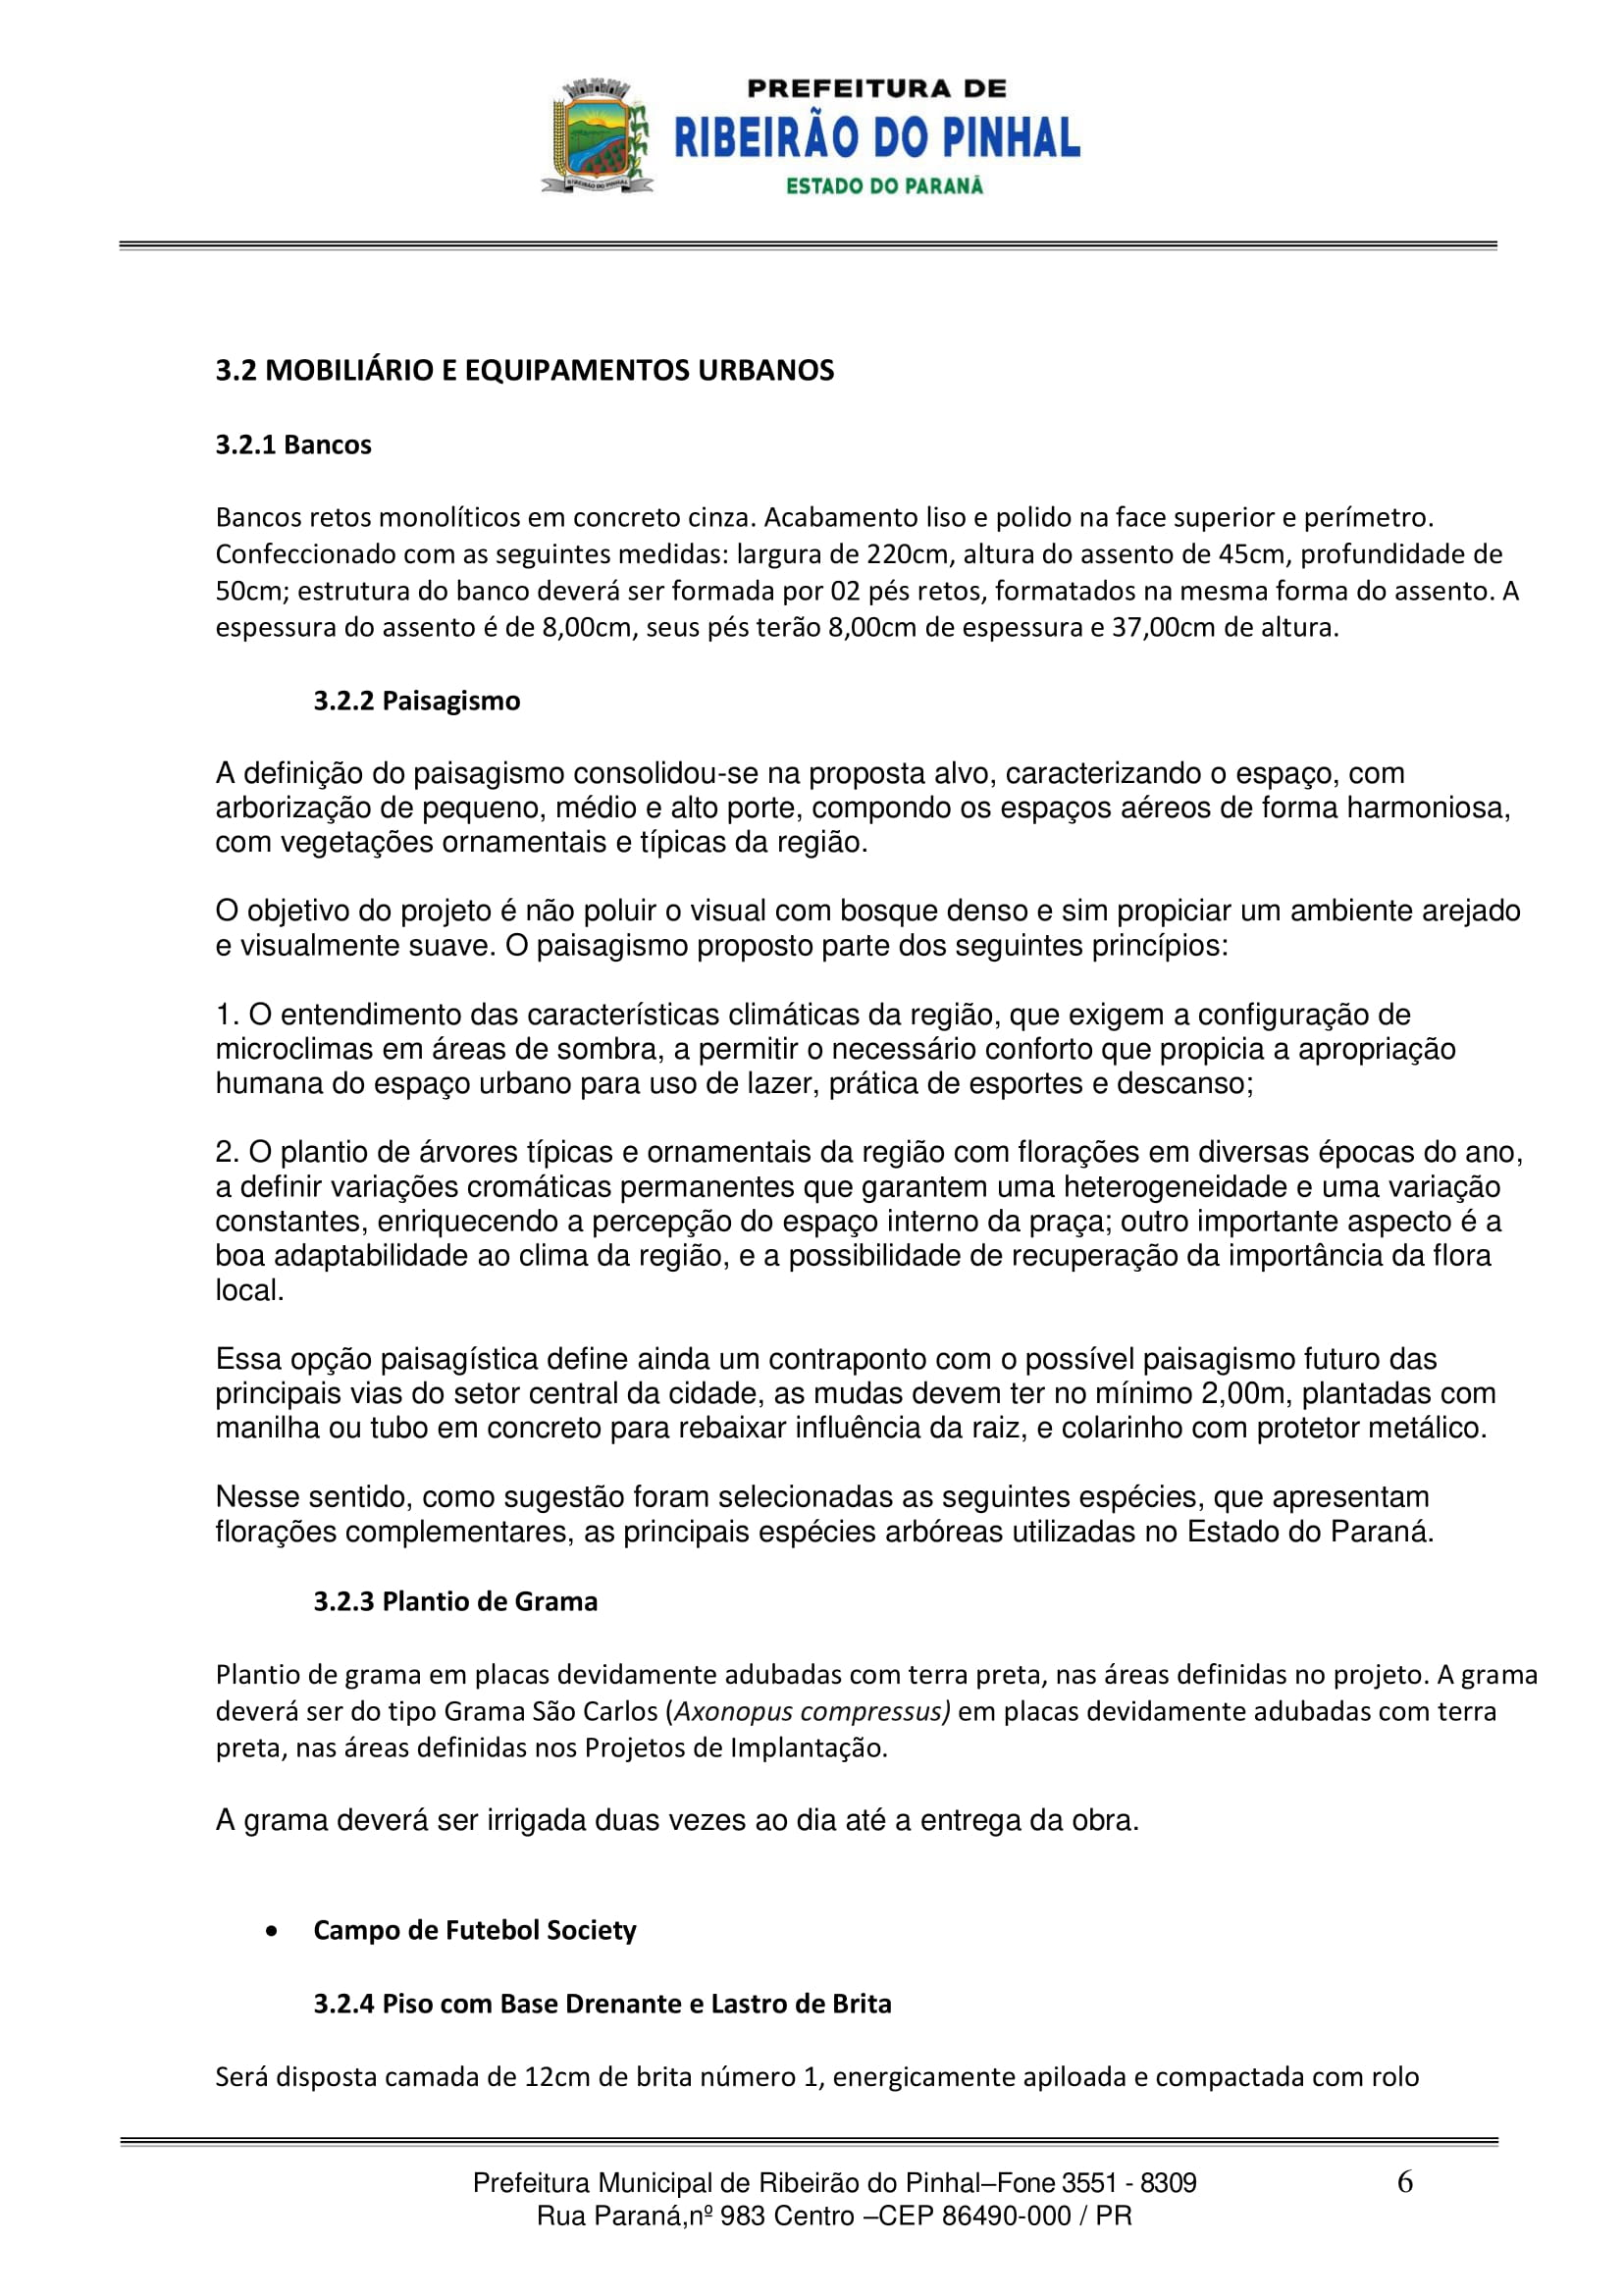 PREFEITURA DE
RIBEIRÃO DO PINHAL
ESTADO DO PARANÁ
RIBEIRÃO DO PINHAL
3.2 MOBILIÁRIO E EQUIPAMENTOS URBANOS
3.2.1 Bancos
Bancos retos monolíticos em concreto cinza. Acabamento liso e polido na face superior e perímetro.
Confeccionado com as seguintes medidas: largura de 220cm, altura do assento de 45cm, profundidade de
50cm; estrutura do banco deverá ser formada por 02 pés retos, formatados na mesma forma do assento. A
espessura do assento é de 8,00cm, seus pés terão 8,00cm de espessura e 37,00cm de altura.
3.2.2 Paisagismo
A definição do paisagismo consolidou-se na proposta alvo, caracterizando o espaço, com
arborização de pequeno, médio e alto porte, compondo os espaços aéreos de forma harmoniosa,
com vegetações ornamentais e típicas da região.
O objetivo do projeto é não poluir o visual com bosque denso e sim propiciar um ambiente arejado
e visualmente suave. O paisagismo proposto parte dos seguintes princípios:
1. O entendimento das características climáticas da região, que exigem a configuração de
microclimas em áreas de sombra, a permitir o necessário conforto que propicia a apropriação
humana do espaço urbano para uso de lazer, prática de esportes e descanso;
2. O plantio de árvores típicas e ornamentais da região com florações em diversas épocas do ano,
a definir variações cromáticas permanentes que garantem uma heterogeneidade e uma variação
constantes, enriquecendo a percepção do espaço interno da praça; outro importante aspecto é a
boa adaptabilidade ao clima da região, e a possibilidade de recuperação da importância da flora
local.
Essa opção paisagística define ainda um contraponto com o possível paisagismo futuro das
principais vias do setor central da cidade, as mudas devem ter no mínimo 2,00m, plantadas com
manilha ou tubo em concreto para rebaixar influência da raiz, e colarinho com protetor metálico.
Nesse sentido, como sugestão foram selecionadas as seguintes espécies, que apresentam
florações complementares, as principais espécies arbóreas utilizadas no Estado do Paraná.
3.2.3 Plantio de Grama
Plantio de grama em placas devidamente adubadas com terra preta, nas áreas definidas no projeto. A grama
deverá ser do tipo Grama São Carlos (Axonopus compressus) em placas devidamente adubadas com terra
preta, nas áreas definidas nos Projetos de Implantação.
A grama deverá ser irrigada duas vezes ao dia até a entrega da obra.
• Campo de Futebol Society
3.2.4 Piso com Base Drenante e Lastro de Brita
Será disposta camada de 12cm de brita número 1, energicamente apiloada e compactada com rolo
Prefeitura Municipal de Ribeirão do Pinhal–Fone 3551 - 8309 6
Rua Paraná,nº 983 Centro –CEP 86490-000 / PR